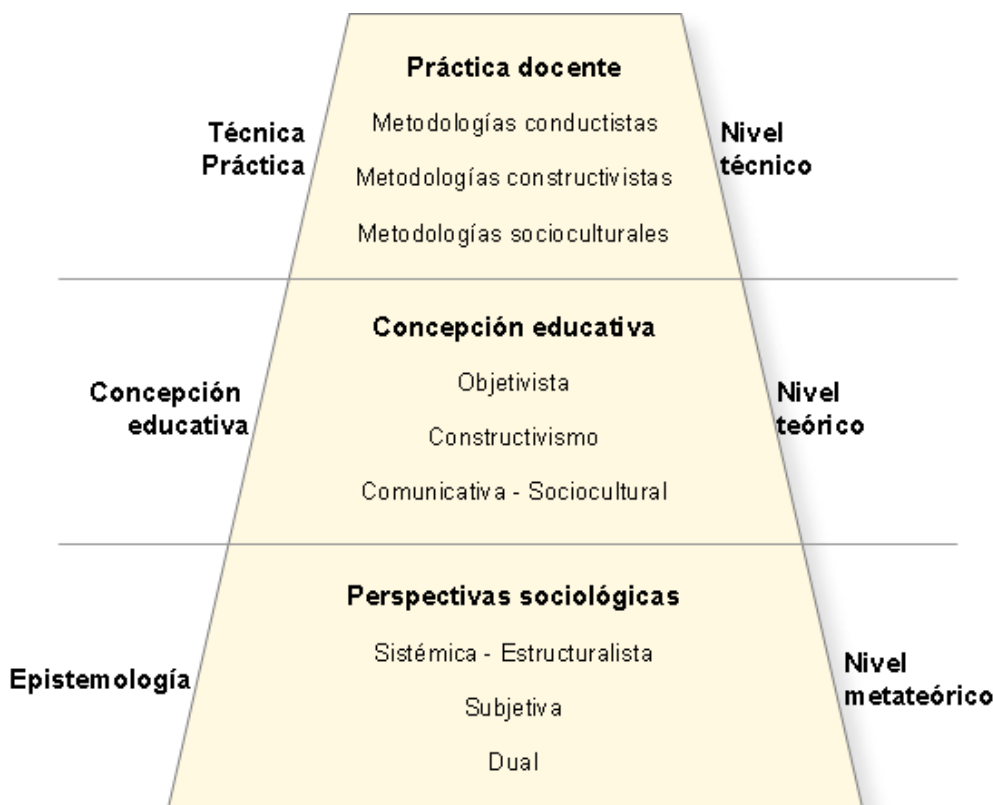 Práctica docente
Metodologías conductistas
Técnica
Práctica
Nivel
técnico
Metodologías constructivistas
Metodologías socioculturales
Concepción educativa
Objetivista
Concepción
educativa
Nivel
teórico
Constructivismo
Comunicativa - Sociocultural
Perspectivas sociológicas
Sistémica - Estructuralista
Epistemología
Nivel
metateórico
Subjetiva
Dual